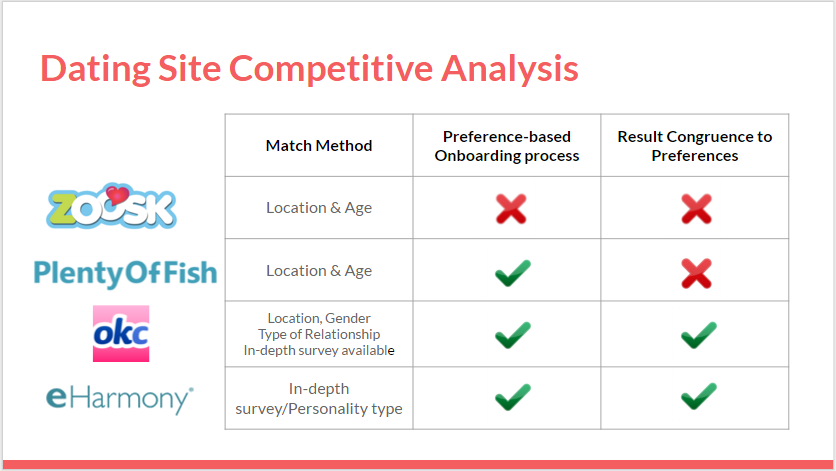 Dating Site Competitive Analysis
Match Method
Preference-based
Onboarding process
Result Congruence to
Preferences
ZOOSK
Location & Age
PlentyOfFish
Location & Age
okc
Location, Gender
Type of Relationship
In-depth survey available
eHarmony®
In-depth
survey/Personality type